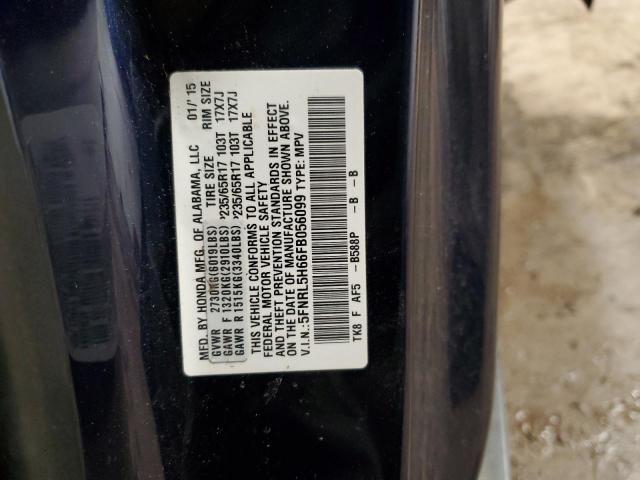 MFD. BY HONDA MFG. OF ALABAMA, LLC 01/'15
TIRE SIZE RIM SIZE
GVWR 2730KG(6019LBS)
GAWR F 1320KG(2910LBS) *235/65R17 103T 17X7J
GAWR R 1515KG(3340LBS) *235/65R17 103T 17X7J
THIS VEHICLE CONFORMS TO ALL APPLICABLE
FEDERAL MOTOR VEHICLE SAFETY
AND THEFT PREVENTION STANDARDS IN EFFECT
ON THE DATE OF MANUFACTURE SHOWN ABOVE.
V.I.N.:5FNRL5H66FB056099 TYPE: MPV
TK8 F AF5 -B588P -B -B